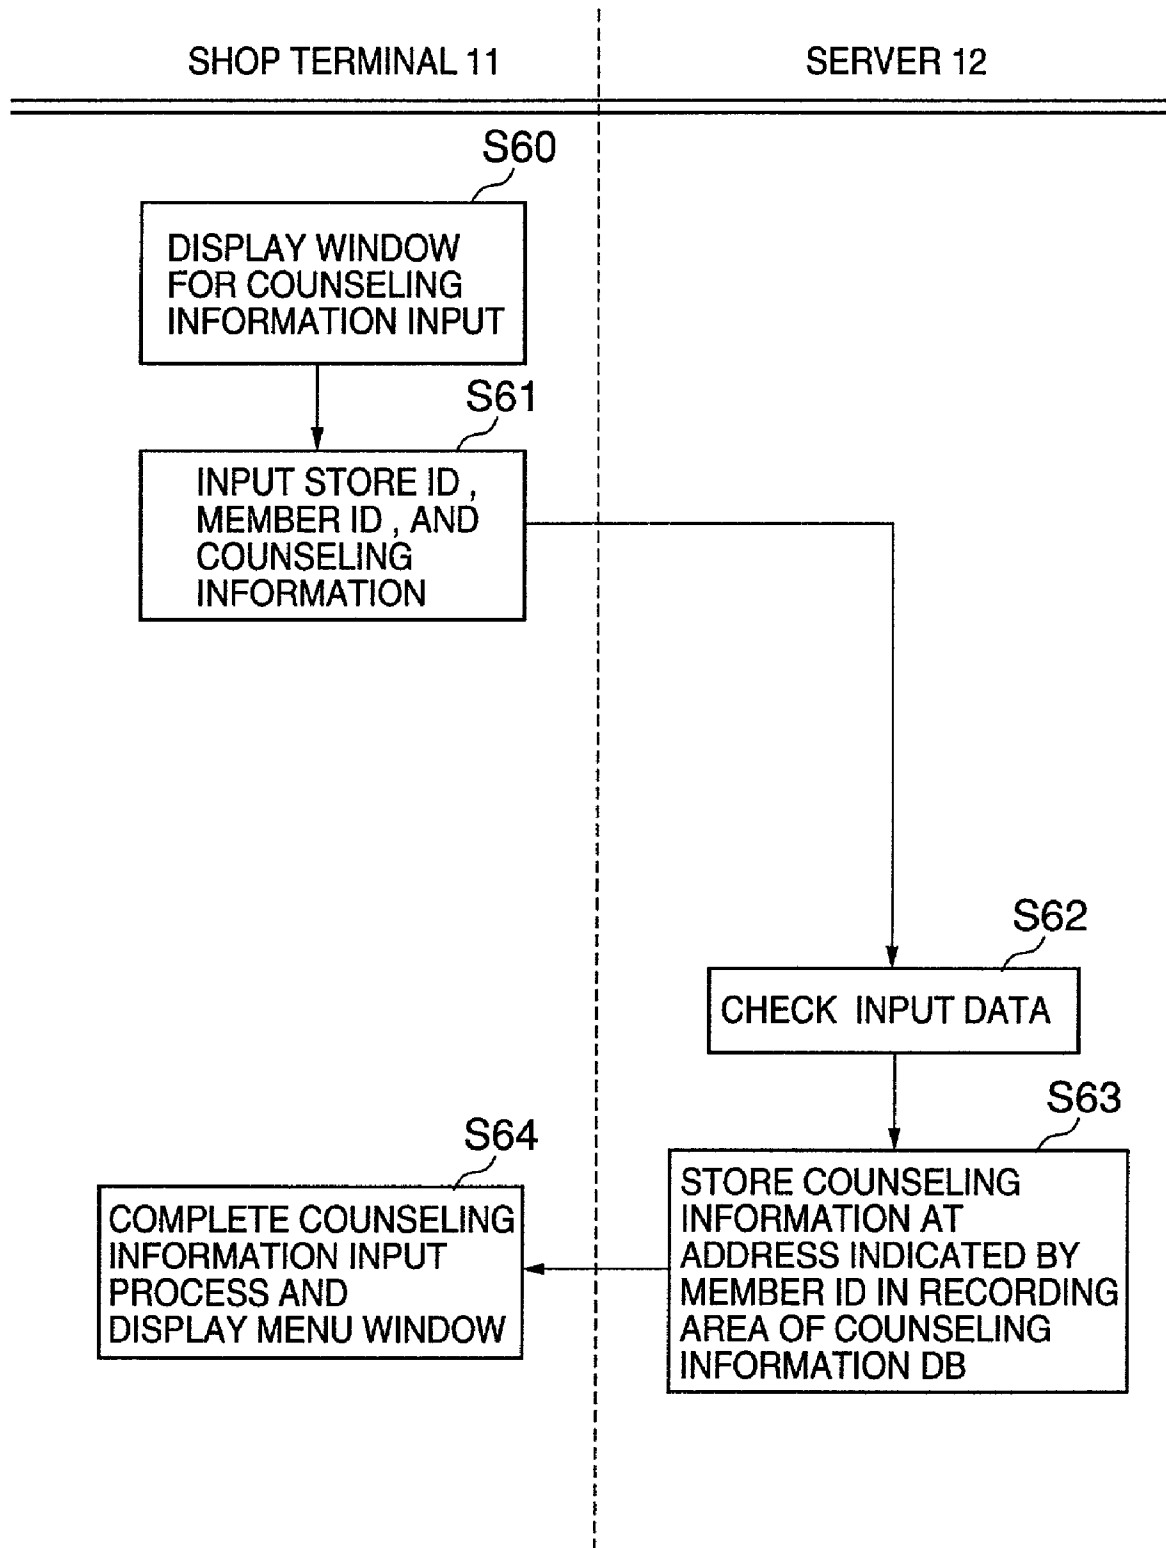 SHOP TERMINAL 11
SERVER 12
S60
DISPLAY WINDOW
FOR COUNSELING
INFORMATION INPUT
S61
INPUT STORE ID ,
MEMBER ID , AND
COUNSELING
INFORMATION
S62
CHECK INPUT DATA
S63
STORE COUNSELING
INFORMATION AT
ADDRESS INDICATED BY
MEMBER ID IN RECORDING
AREA OF COUNSELING
INFORMATION DB
S64
COMPLETE COUNSELING
INFORMATION INPUT
PROCESS AND
DISPLAY MENU WINDOW